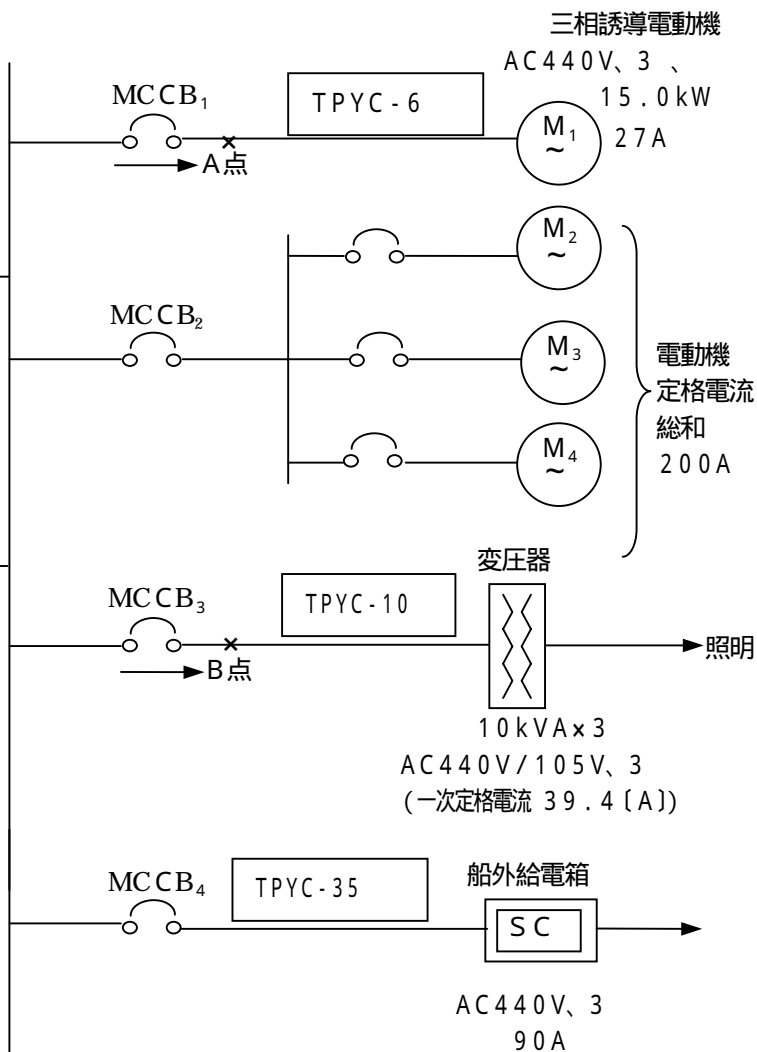 三相誘導電動機
AC440V、3 、
15.0kW
27A
MCCB₁
TPYC-6
M₁
~
A点
M₂
~
MCCB₂
M₃
~
M₄
~
電動機
定格電流
総和
200A
変圧器
MCCB₃
TPYC-10
B点
照明
10kVA×3
AC440V/105V、3
(一次定格電流 39.4〔A〕)
MCCB₄
TPYC-35
船外給電箱
SC
AC440V、3
90A